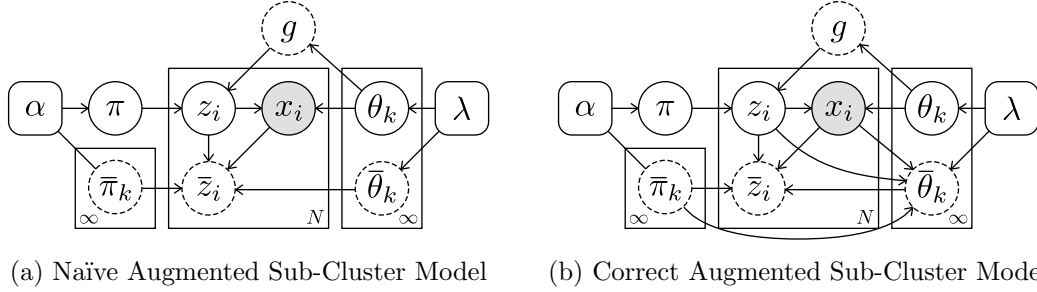 g
α π z_i x_i θ_k λ
π̄_k z̄_i θ̄_k
∞ N ∞
(a) Naïve Augmented Sub-Cluster Model
g
α π z_i x_i θ_k λ
π̄_k z̄_i θ̄_k
∞ N ∞
(b) Correct Augmented Sub-Cluster Mode